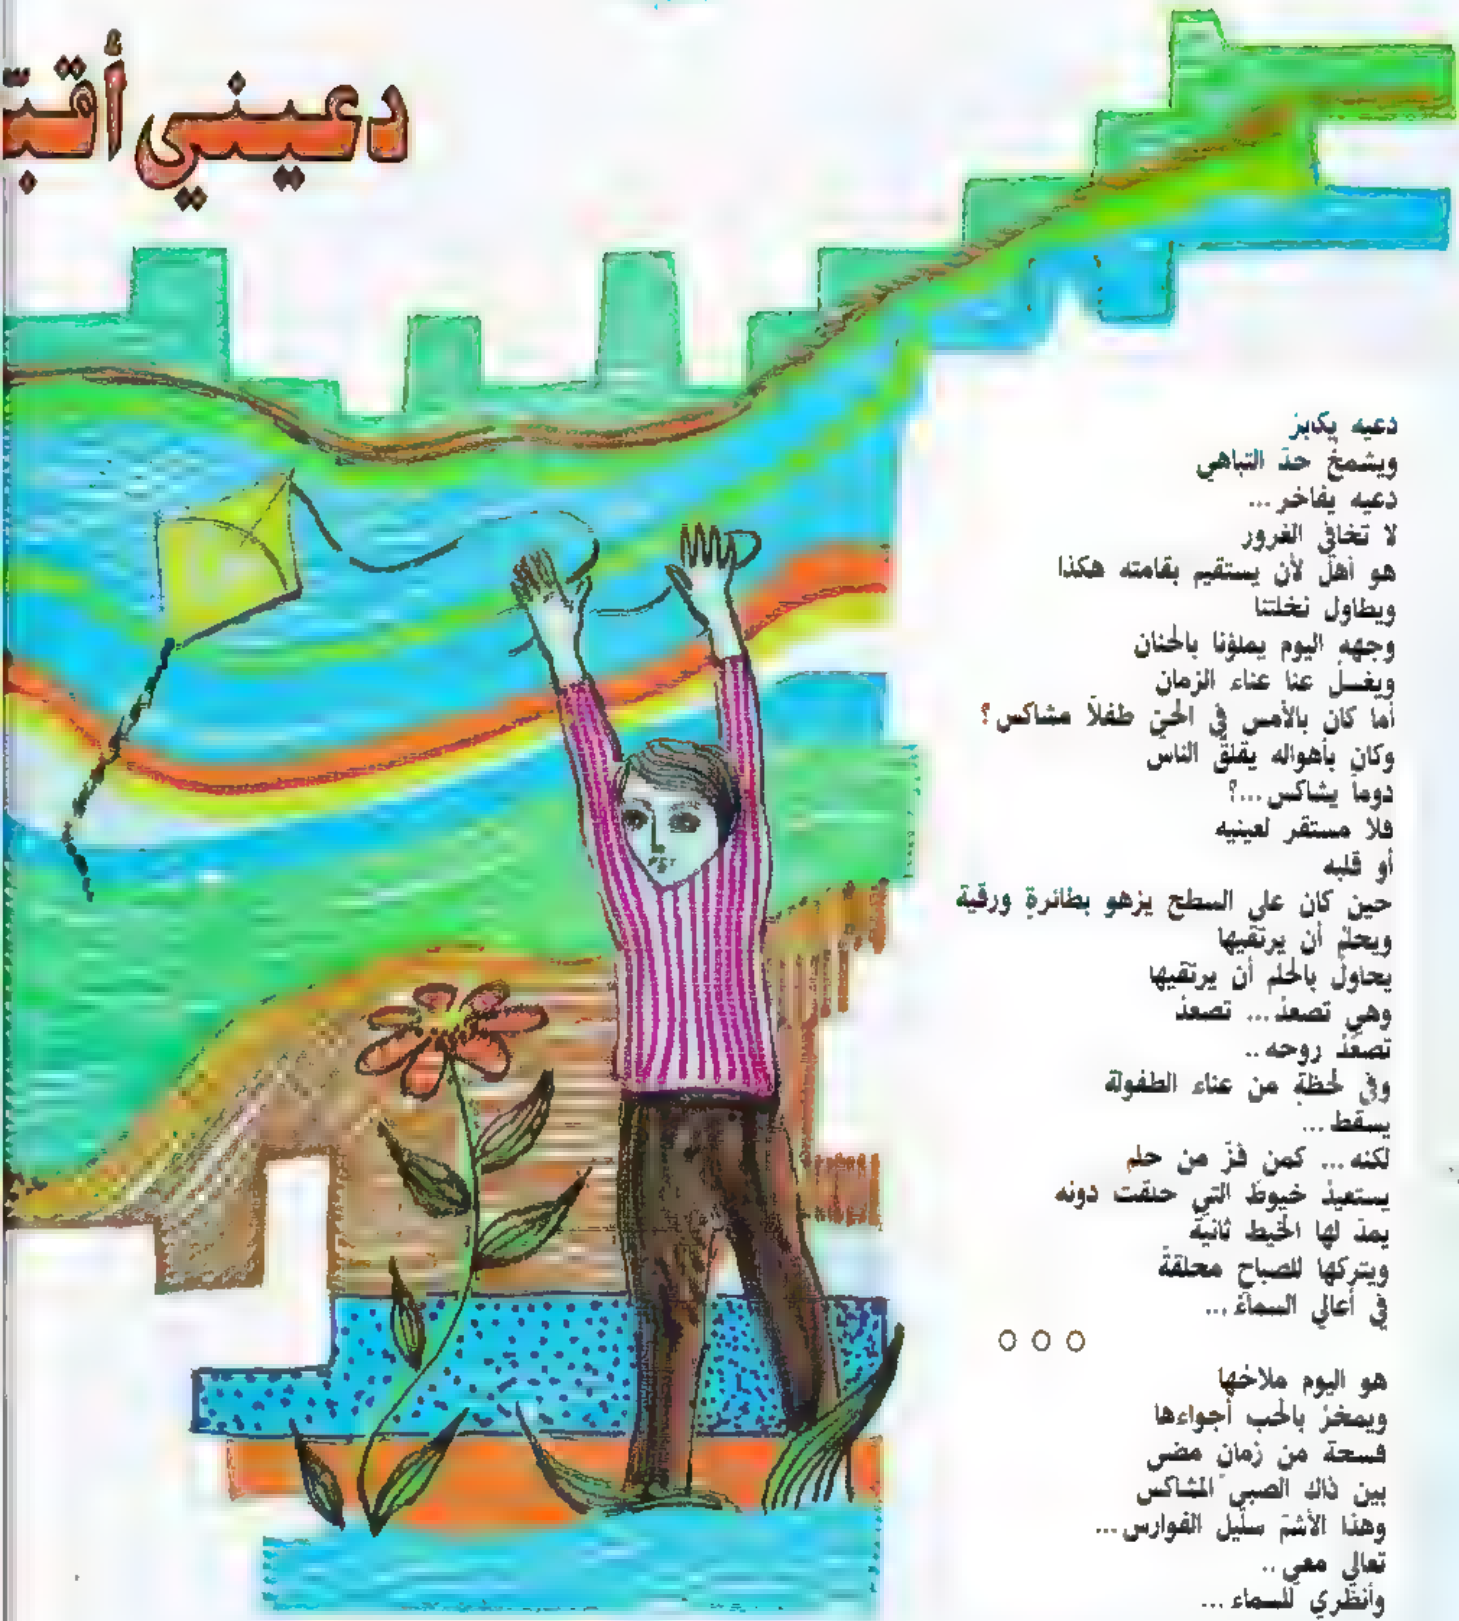 دعيني أقبّ
دعيه يكابرْ
ويشمخُ حدّ التباهي
دعيه يفاخر...
لا تخافي الغرور
هو أهلٌ لأن يستقيم بقامته هكذا
ويطاول نخلتنا
وجهه اليوم يملؤنا بالحنان
ويغسل عنا عناء الزمان
أما كان بالأمس في الحيّ طفلاً مشاكس؟
وكان بأهواله يقلقُ الناس
دوماً يشاكس...؟
فلا مستقر لعينيه
أو قلبه
حين كان على السطح يزهو بطائرةٍ ورقية
ويحلمُ أن يرتقيها
يحاولُ بالحلم أن يرتقيها
وهي تصعدُ... تصعدُ
تصعدُ روحه..
وفي لحظةٍ من عناء الطفولة
يسقط...
لكنه... كمن فزّ من حلم
يستعيدُ خيوط التي حلقت دونه
يمدّ لها الخيط ثانيةً
ويتركها للصباح محلقةً
في أعالي السماء...
○ ○ ○
هو اليوم ملاحُها
ويمخرُ بالحب أجواءها
فسحة من زمانٍ مضى
بين ذاك الصبيّ المشاكس
وهذا الأشمّ سليل الفوارس...
تعالي معي..
وأنظري للسماء...